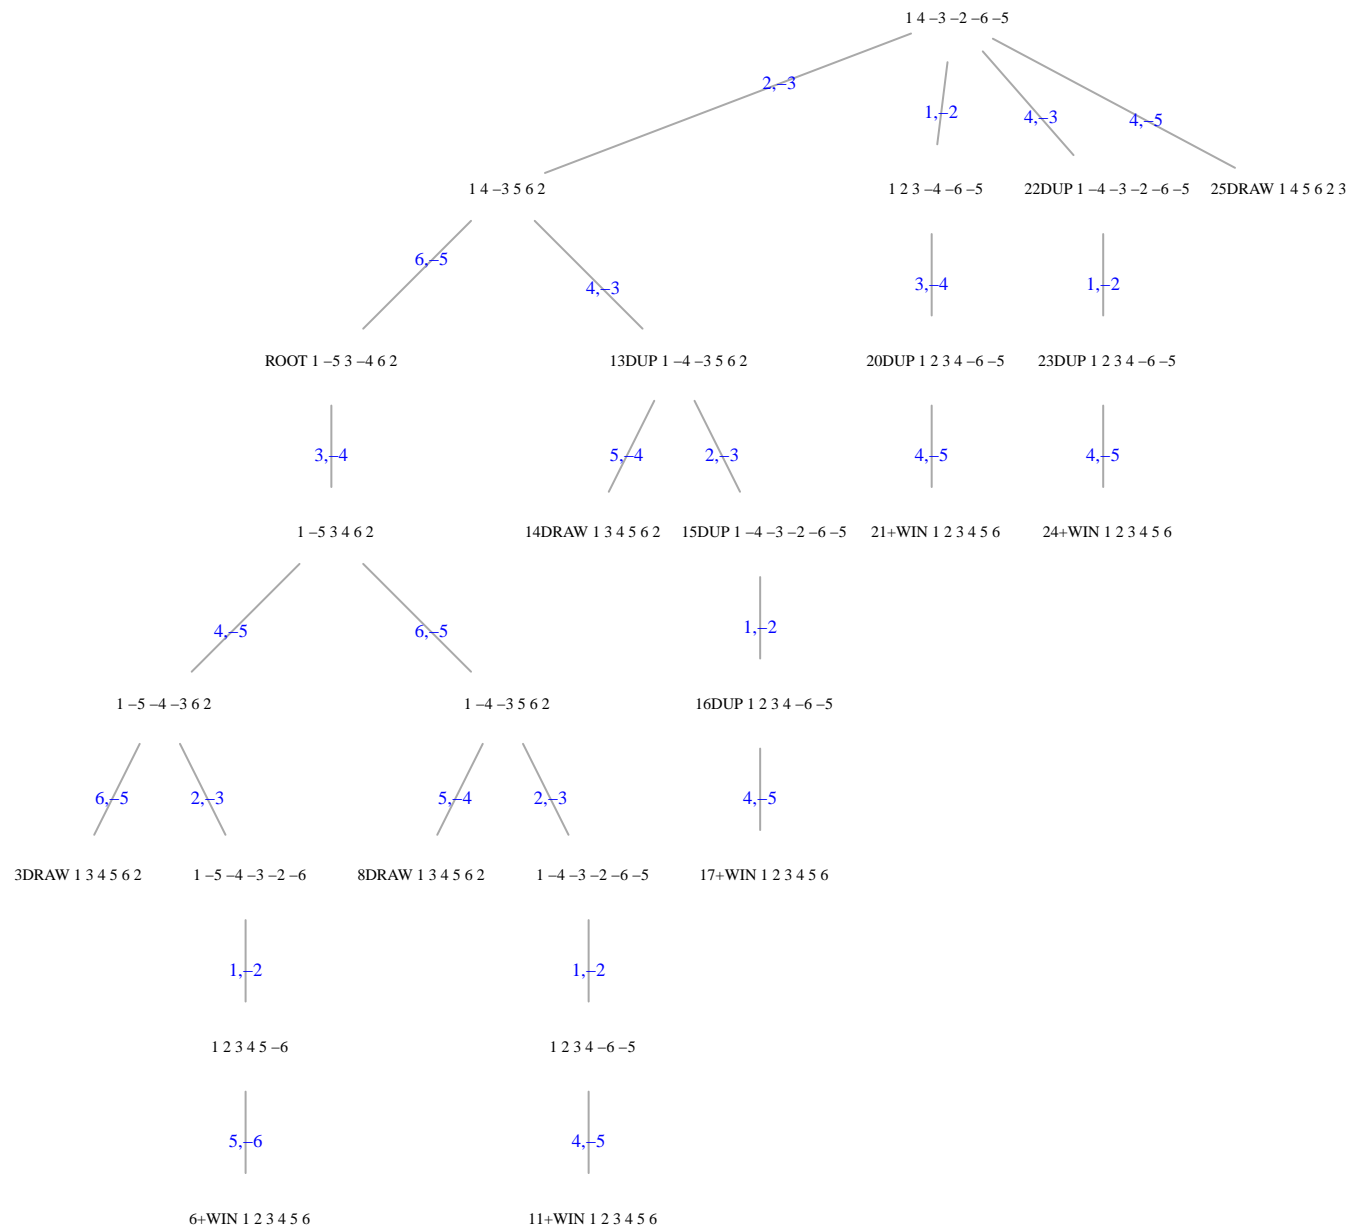 1 4 –3 –2 –6 –5
2,–3
1,–2
4,–3
4,–5
1 4 –3 5 6 2
1 2 3 –4 –6 –5
22DUP 1 –4 –3 –2 –6 –5
25DRAW 1 4 5 6 2 3
6,–5
4,–3
3,–4
1,–2
ROOT 1 –5 3 –4 6 2
13DUP 1 –4 –3 5 6 2
20DUP 1 2 3 4 –6 –5
23DUP 1 2 3 4 –6 –5
3,–4
5,–4
2,–3
4,–5
4,–5
1 –5 3 4 6 2
14DRAW 1 3 4 5 6 2
15DUP 1 –4 –3 –2 –6 –5
21+WIN 1 2 3 4 5 6
24+WIN 1 2 3 4 5 6
4,–5
6,–5
1,–2
1 –5 –4 –3 6 2
1 –4 –3 5 6 2
16DUP 1 2 3 4 –6 –5
6,–5
2,–3
5,–4
2,–3
4,–5
3DRAW 1 3 4 5 6 2
1 –5 –4 –3 –2 –6
8DRAW 1 3 4 5 6 2
1 –4 –3 –2 –6 –5
17+WIN 1 2 3 4 5 6
1,–2
1,–2
1 2 3 4 5 –6
1 2 3 4 –6 –5
5,–6
4,–5
6+WIN 1 2 3 4 5 6
11+WIN 1 2 3 4 5 6